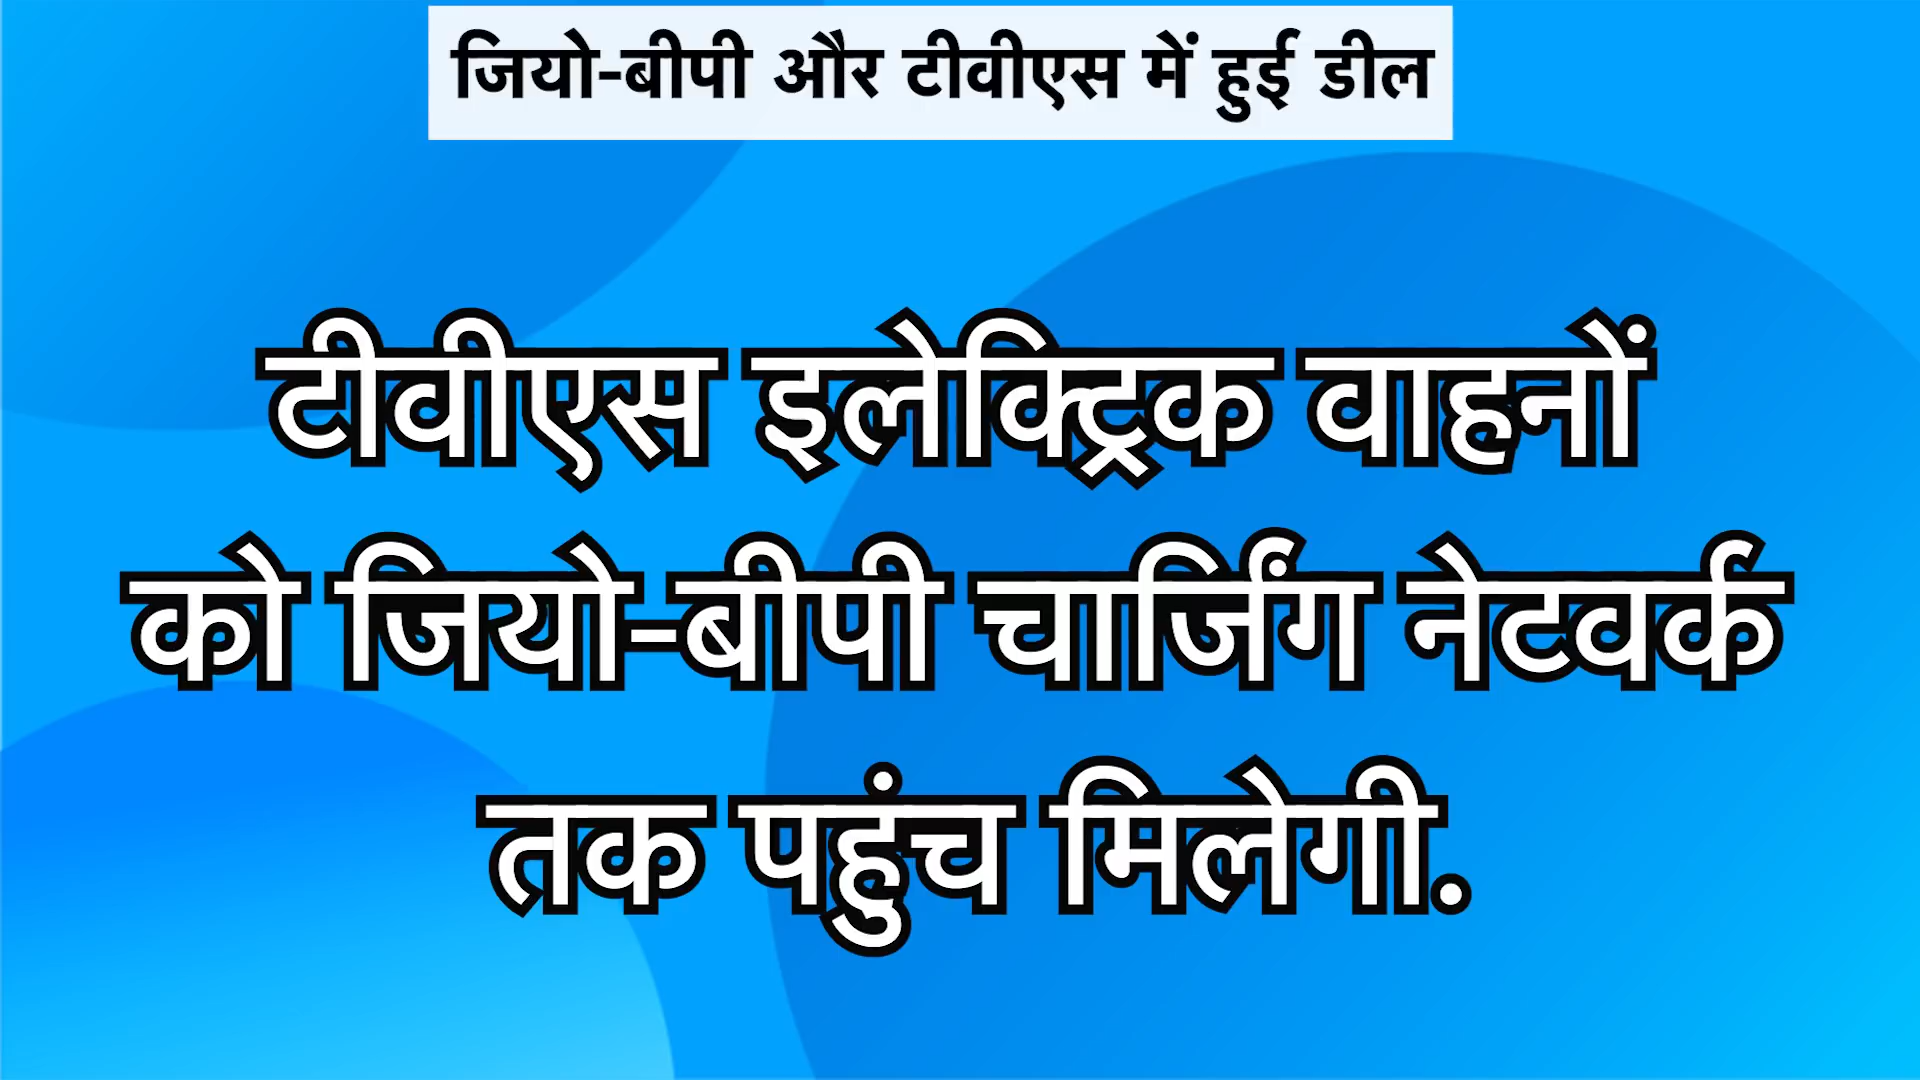 जियो-बीपी और टीवीएस में हुई डील
टीवीएस इलेक्ट्रिक वाहनों
को जियो-बीपी चार्जिंग नेटवर्क
तक पहुंच मिलेगी.